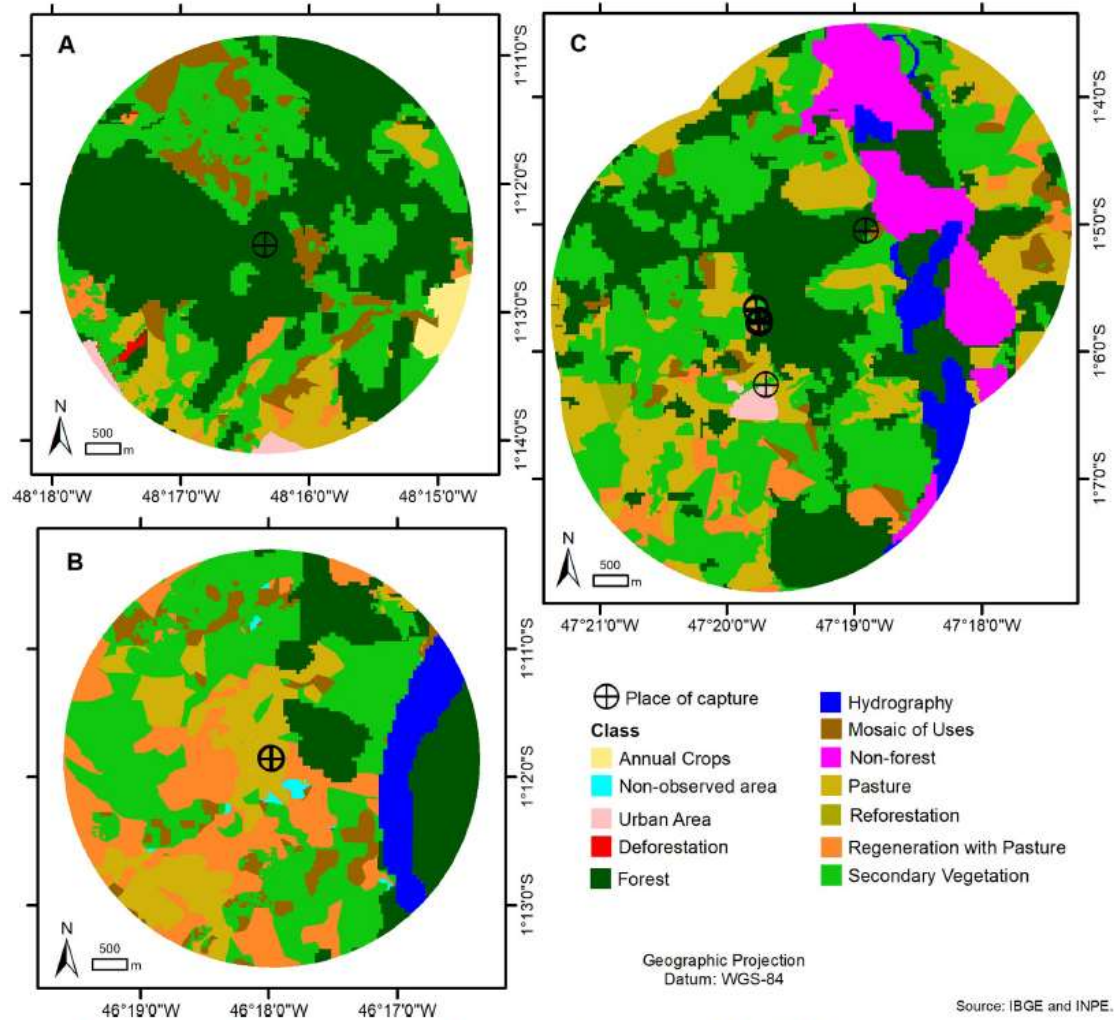 A
1°11'0"S
1°12'0"S
1°13'0"S
1°14'0"S
N
500
m
48°18'0"W 48°17'0"W 48°16'0"W 48°15'0"W
B
1°11'0"S
1°12'0"S
1°13'0"S
N
500
m
46°19'0"W 46°18'0"W 46°17'0"W
C
1°4'0"S
1°5'0"S
1°6'0"S
1°7'0"S
N
500
m
47°21'0"W 47°20'0"W 47°19'0"W 47°18'0"W
Place of capture
Class
Annual Crops
Non-observed area
Urban Area
Deforestation
Forest
Hydrography
Mosaic of Uses
Non-forest
Pasture
Reforestation
Regeneration with Pasture
Secondary Vegetation
Geographic Projection
Datum: WGS-84
Source: IBGE and INPE.